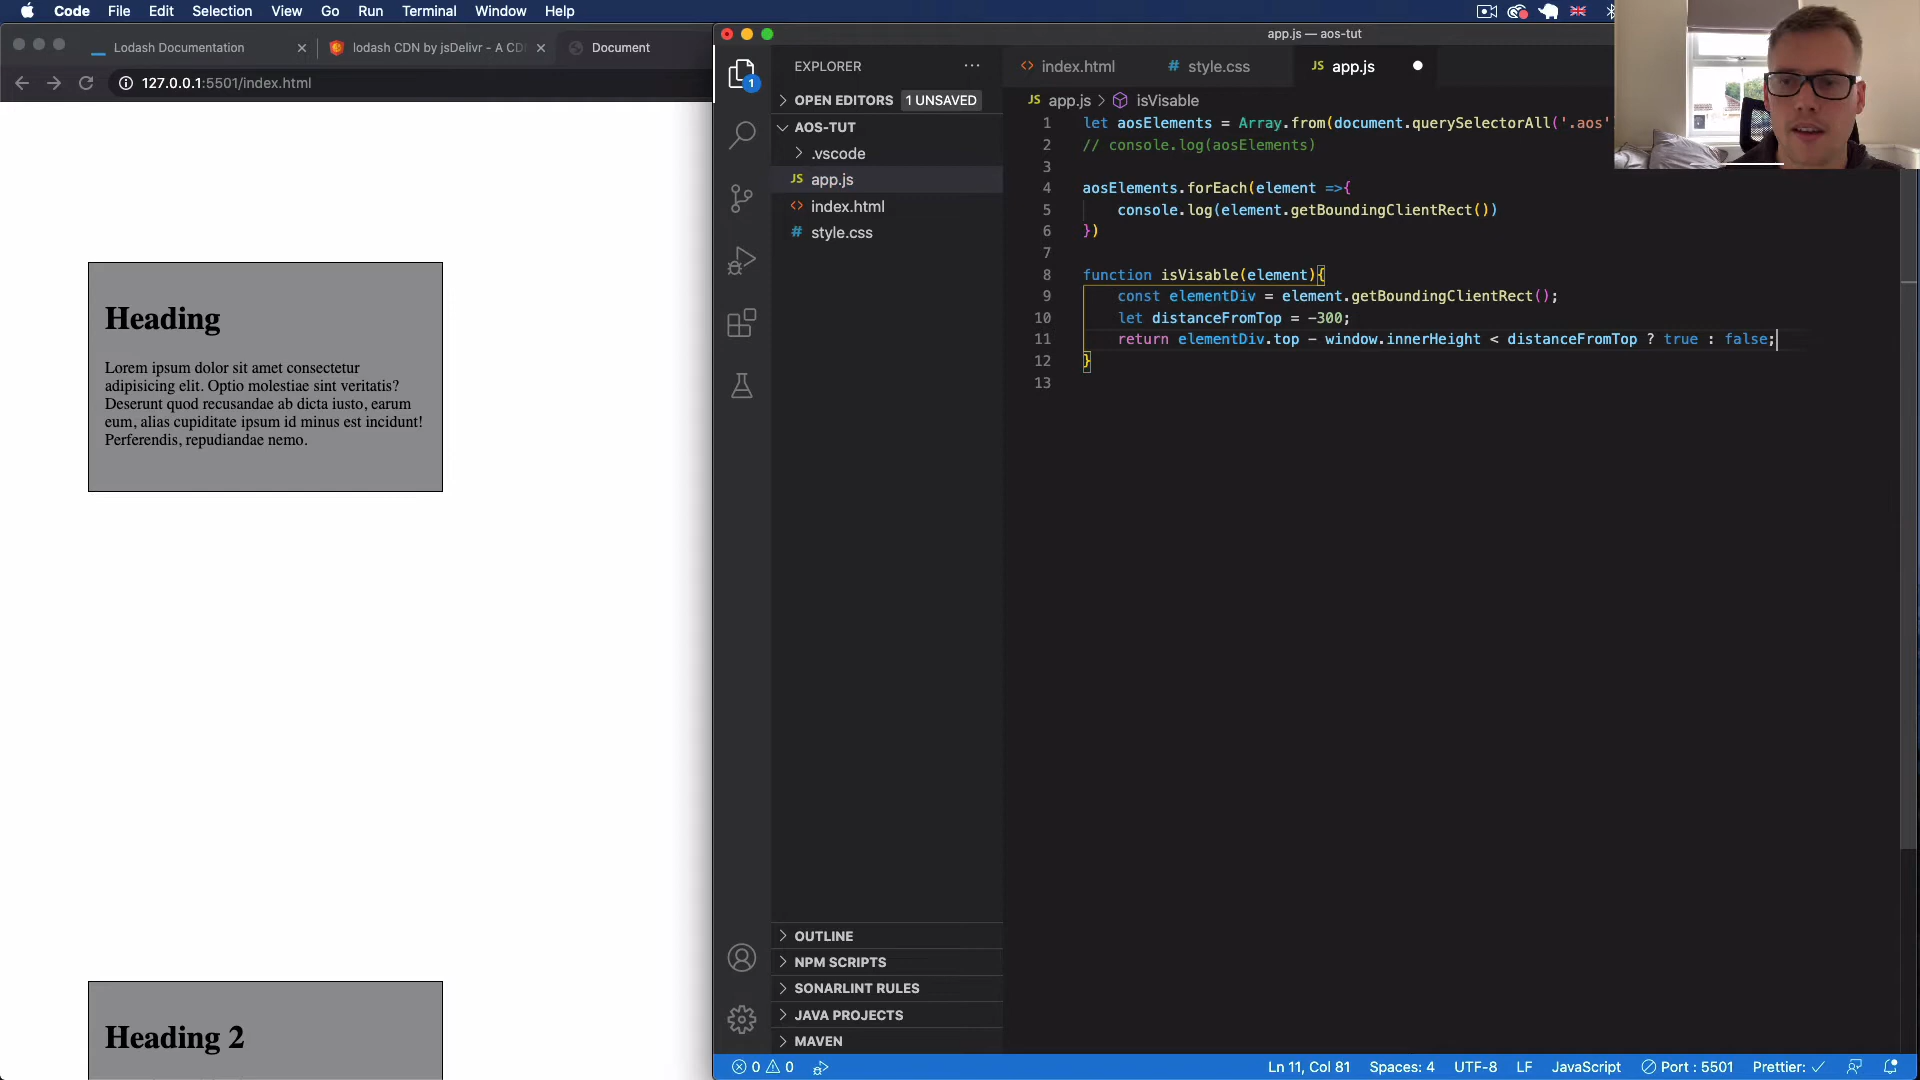 Code File Edit Selection View Go Run Terminal Window Help
Lodash Documentation
lodash CDN by jsDelivr - A CD
Document
127.0.0.1:5501/index.html
Heading
Lorem ipsum dolor sit amet consectetur
adipisicing elit. Optio molestiae sint veritatis?
Deserunt quod recusandae ab dicta iusto, earum
eum, alias cupiditate ipsum id minus est incidunt!
Perferendis, repudiandae nemo.
Heading 2
app.js — aos-tut
1
EXPLORER
OPEN EDITORS 1 UNSAVED
AOS-TUT
.vscode
JS app.js
<> index.html
# style.css
OUTLINE
NPM SCRIPTS
SONARLINT RULES
JAVA PROJECTS
MAVEN
<> index.html # style.css JS app.js
JS app.js > isVisable
1 let aosElements = Array.from(document.querySelectorAll('.aos'
2 // console.log(aosElements)
3
4 aosElements.forEach(element =>{
5 console.log(element.getBoundingClientRect())
6 })
7
8 function isVisable(element){
9 const elementDiv = element.getBoundingClientRect();
10 let distanceFromTop = -300;
11 return elementDiv.top - window.innerHeight < distanceFromTop ? true : false;
12 }
13
0 0 Ln 11, Col 81 Spaces: 4 UTF-8 LF JavaScript Port : 5501 Prettier: ✓